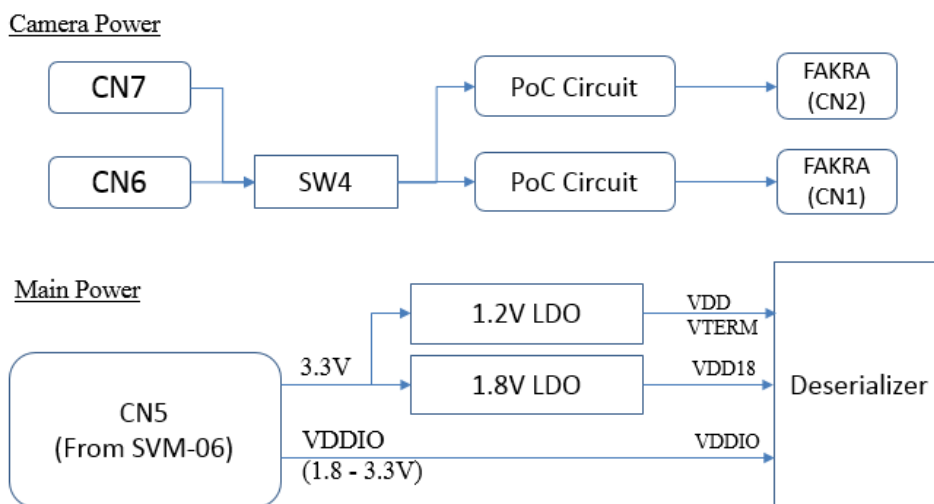 Camera Power
CN7
PoC Circuit
FAKRA
(CN2)
CN6
SW4
PoC Circuit
FAKRA
(CN1)
Main Power
1.2V LDO
VDD
VTERM
3.3V
1.8V LDO
VDD18
Deserializer
CN5
(From SVM-06)
VDDIO
(1.8 - 3.3V)
VDDIO